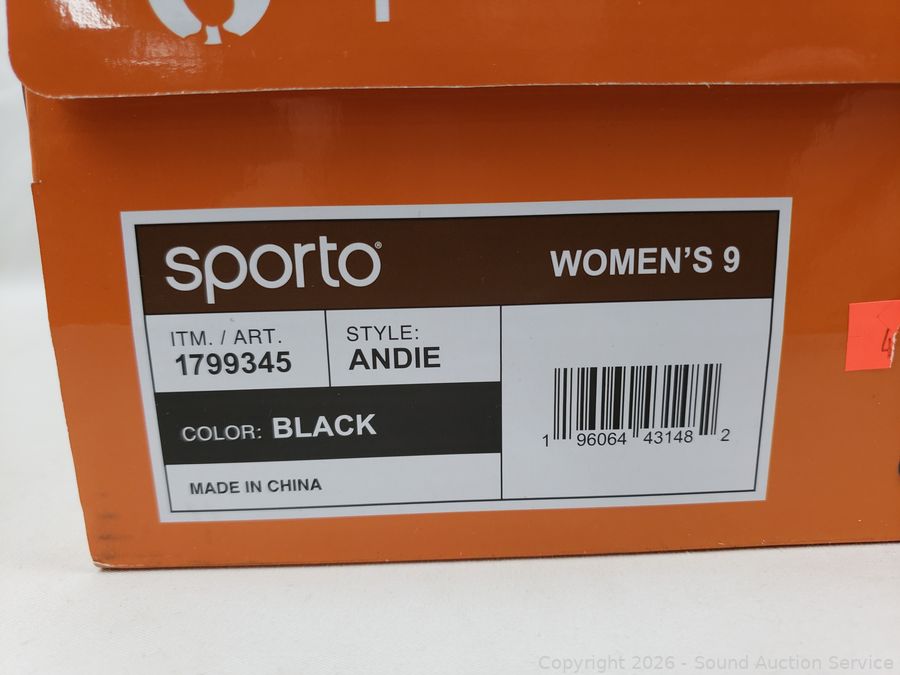 sporto®
WOMEN'S 9
ITM. / ART.
1799345
STYLE:
ANDIE
COLOR: BLACK
MADE IN CHINA
1 96064 43148 2
Copyright 2026 - Sound Auction Service